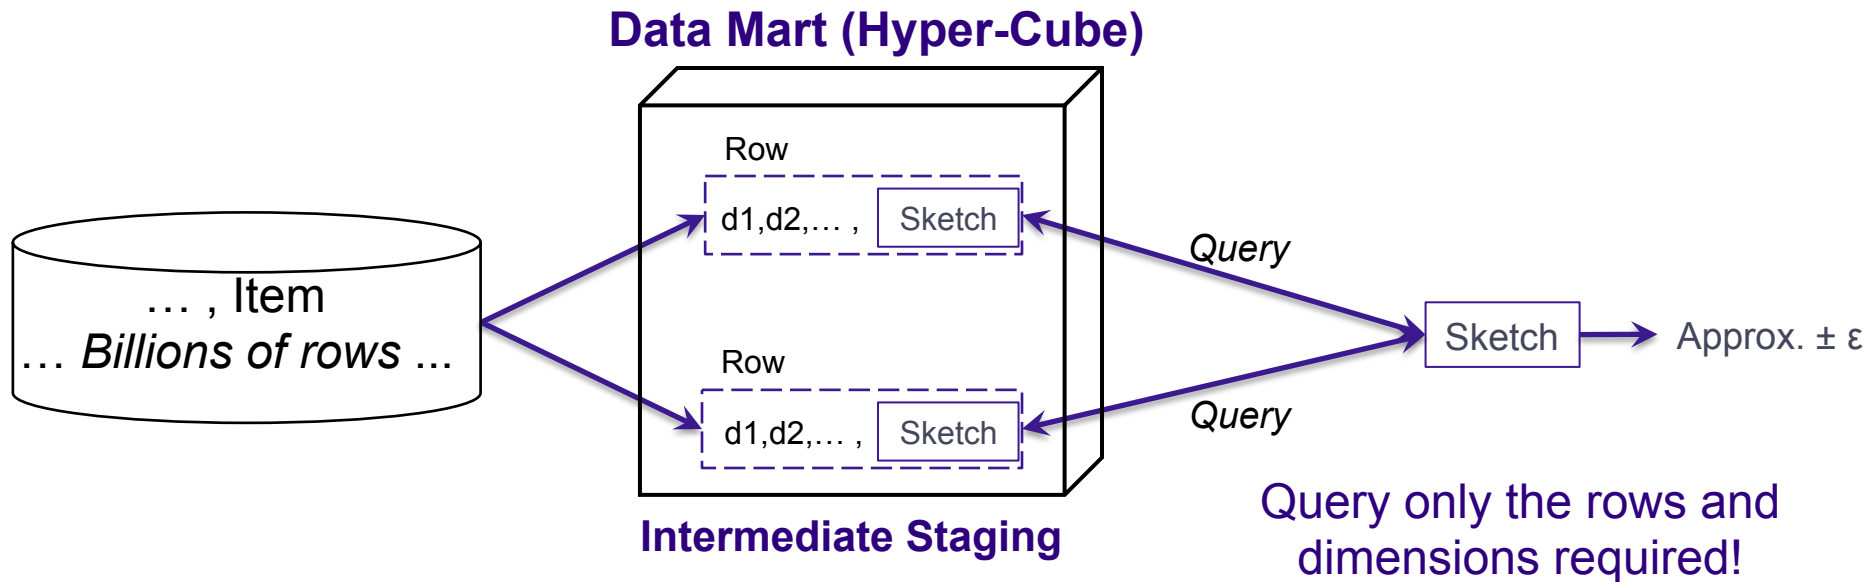 Data Mart (Hyper-Cube)
Row
d1,d2,… ,
Sketch
Query
… , Item
… Billions of rows ...
Sketch
Approx. ± ε
Row
d1,d2,… ,
Sketch
Query
Intermediate Staging
Query only the rows and
dimensions required!